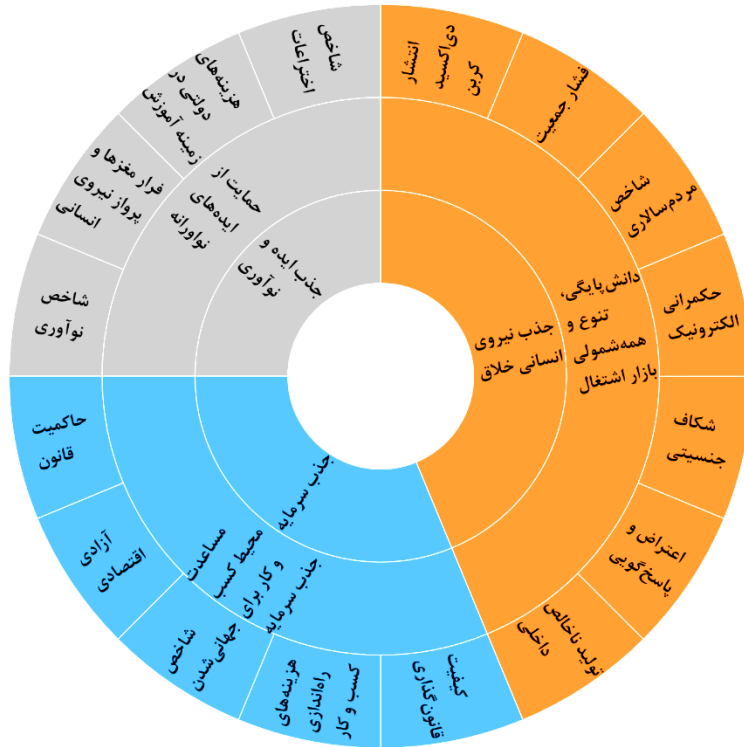 شاخص
اختراعات
هزینه‌های
دولتی در
زمینه آموزش
فرار مغزها و
پرواز نیروی
انسانی
شاخص
نوآوری
حمایت از
ایده‌های
نوآورانه
جذب ایده و
نوآوری
انتشار
دی‌اکسید
کربن
فشار جمعیت
شاخص
مردم‌سالاری
حکمرانی
الکترونیک
شکاف
جنسیتی
اعتراض و
پاسخ‌گویی
تولید ناخالص
داخلی
دانش‌پایگی،
تنوع و
همه‌شمولی
بازار اشتغال
جذب نیروی
انسانی خلاق
حاکمیت
قانون
آزادی
اقتصادی
شاخص
جهانی‌شدن
هزینه‌های
راه‌اندازی
کسب و کار
کیفیت
قانون گذاری
مساعدت
محیط کسب
و کار برای
جذب سرمایه
جذب سرمایه